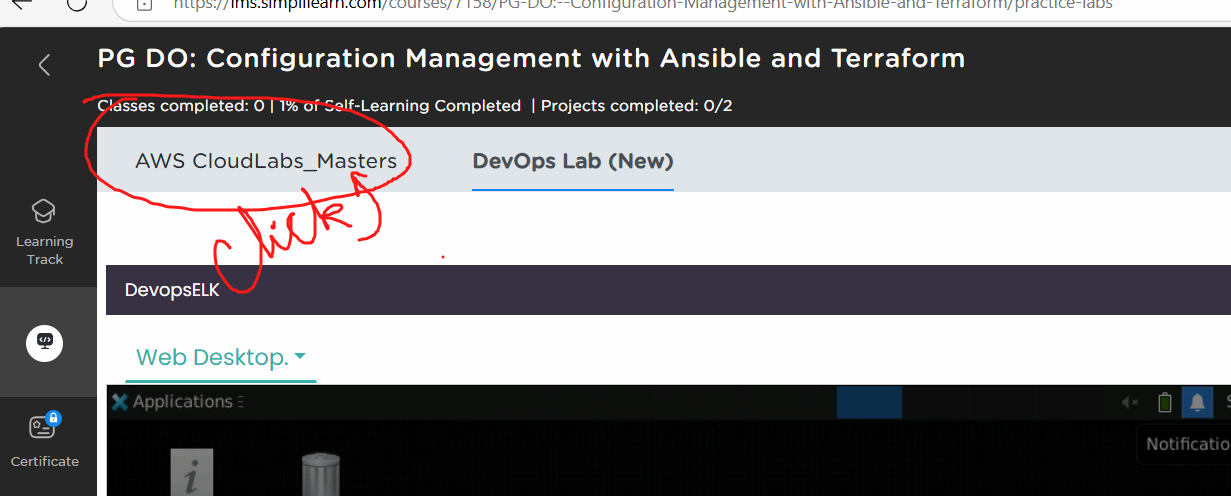 https://lms.simplilearn.com/courses/7158/PG-DO:--Configuration-Management-with-Ansible-and-Terraform/practice-labs
PG DO: Configuration Management with Ansible and Terraform
Classes completed: 0 | 1% of Self-Learning Completed | Projects completed: 0/2
AWS CloudLabs_Masters
DevOps Lab (New)
Click
Learning
Track
DevopsELK
Web Desktop.
Applications
Notificatio
Certificate